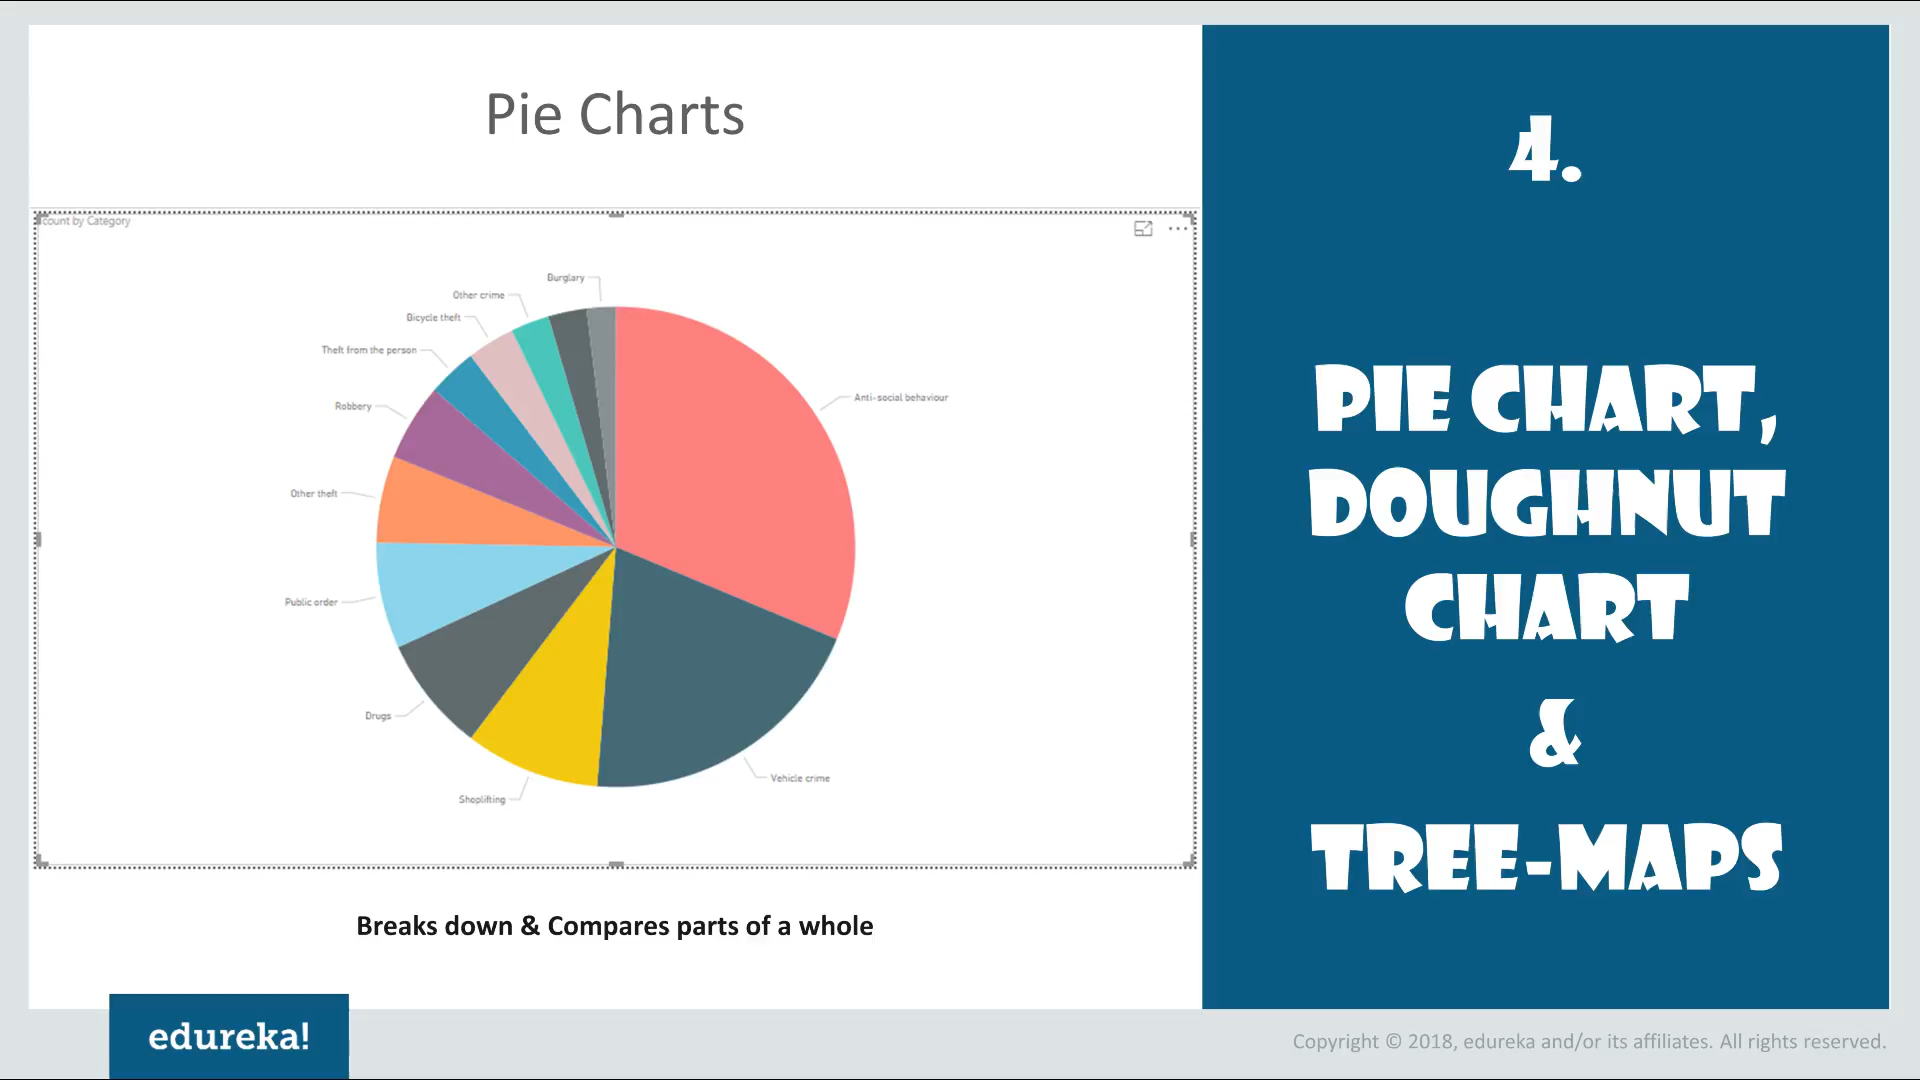 Pie Charts
count by Category
Burglary
Other crime
Bicycle theft
Theft from the person
Robbery
Other theft
Public order
Drugs
Shoplifting
Vehicle crime
Anti-social behaviour
Breaks down & Compares parts of a whole
4.
PIE CHART,
DOUGHNUT
CHART
&
TREE-MAPS
edureka!
Copyright © 2018, edureka and/or its affiliates. All rights reserved.